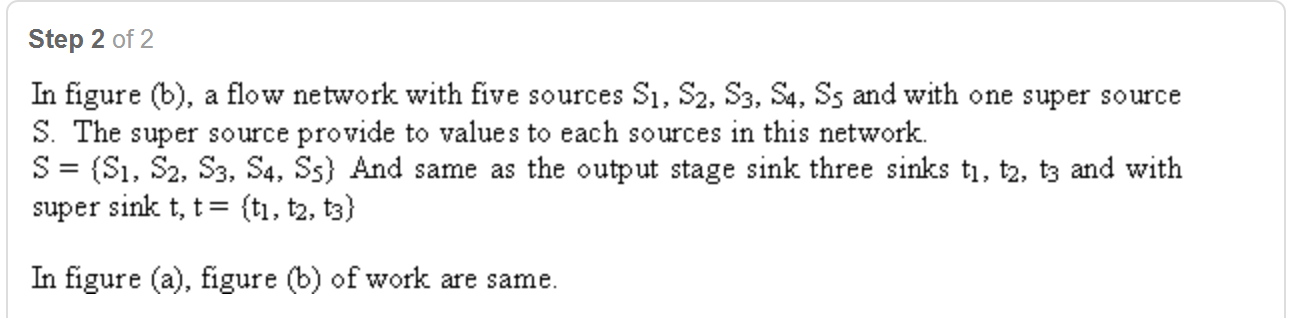 Step 2 of 2
In figure (b), a flow network with five sources S₁, S₂, S₃, S₄, S₅ and with one super source
S. The super source provide to values to each sources in this network.
S = {S₁, S₂, S₃, S₄, S₅} And same as the output stage sink three sinks t₁, t₂, t₃ and with
super sink t, t = {t₁, t₂, t₃}
In figure (a), figure (b) of work are same.